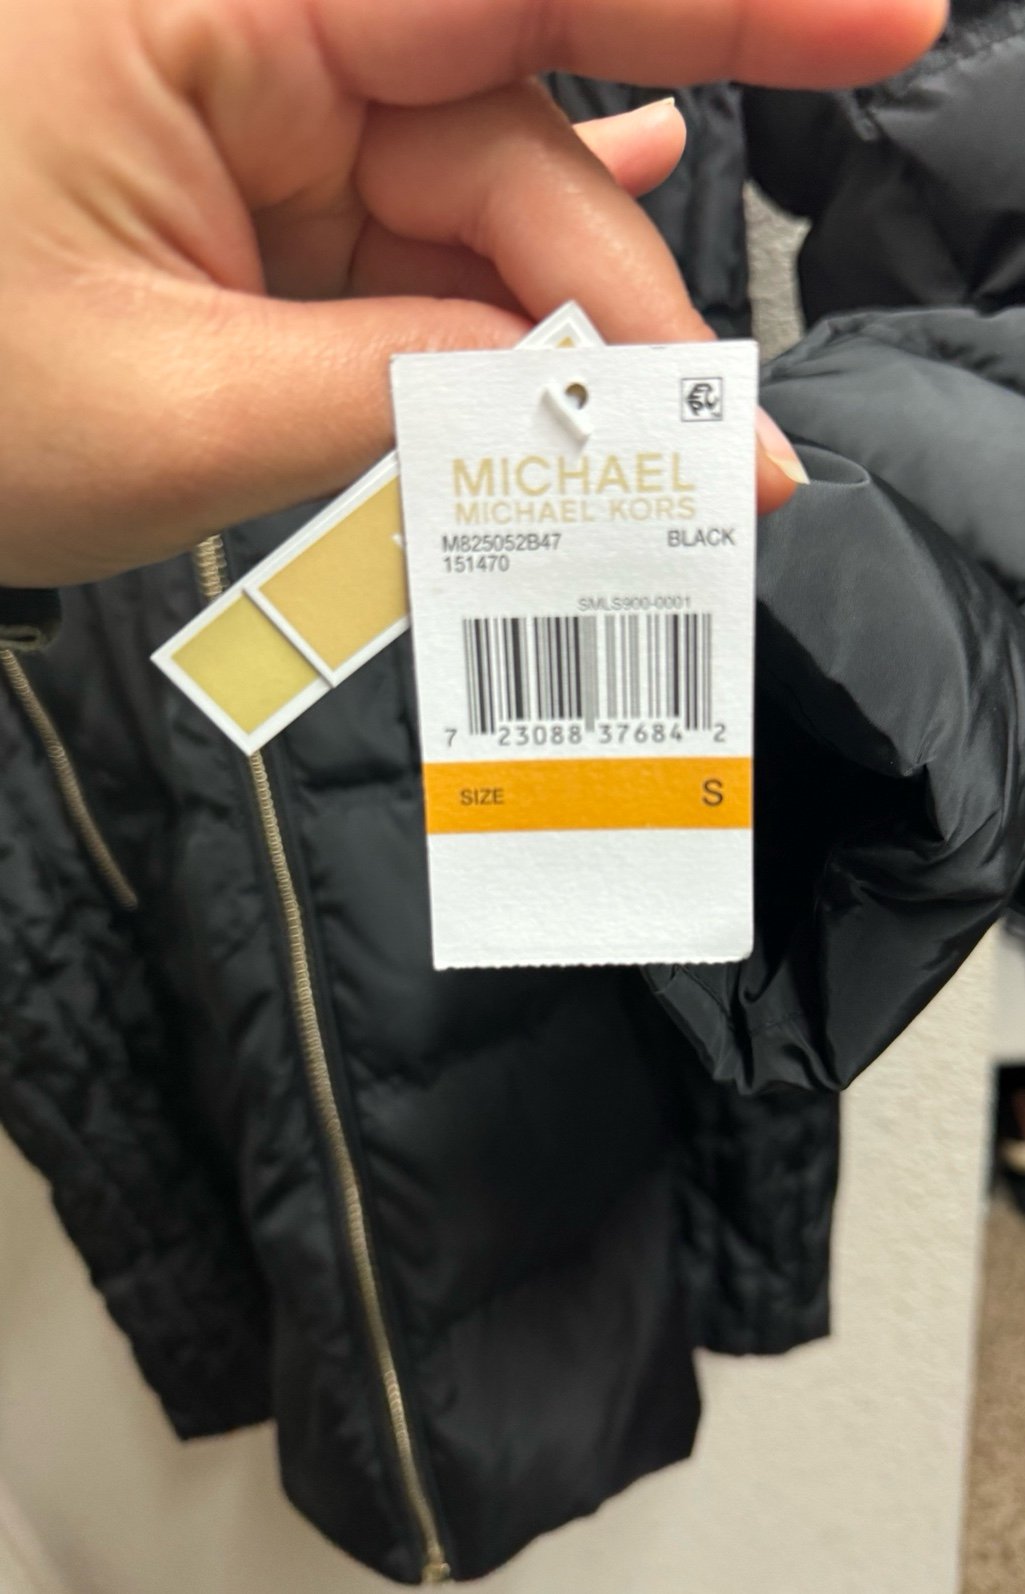 MICHAEL
MICHAEL KORS
M825052B47 BLACK
151470
SMLS900-0001
7 23088 37684 2
SIZE S